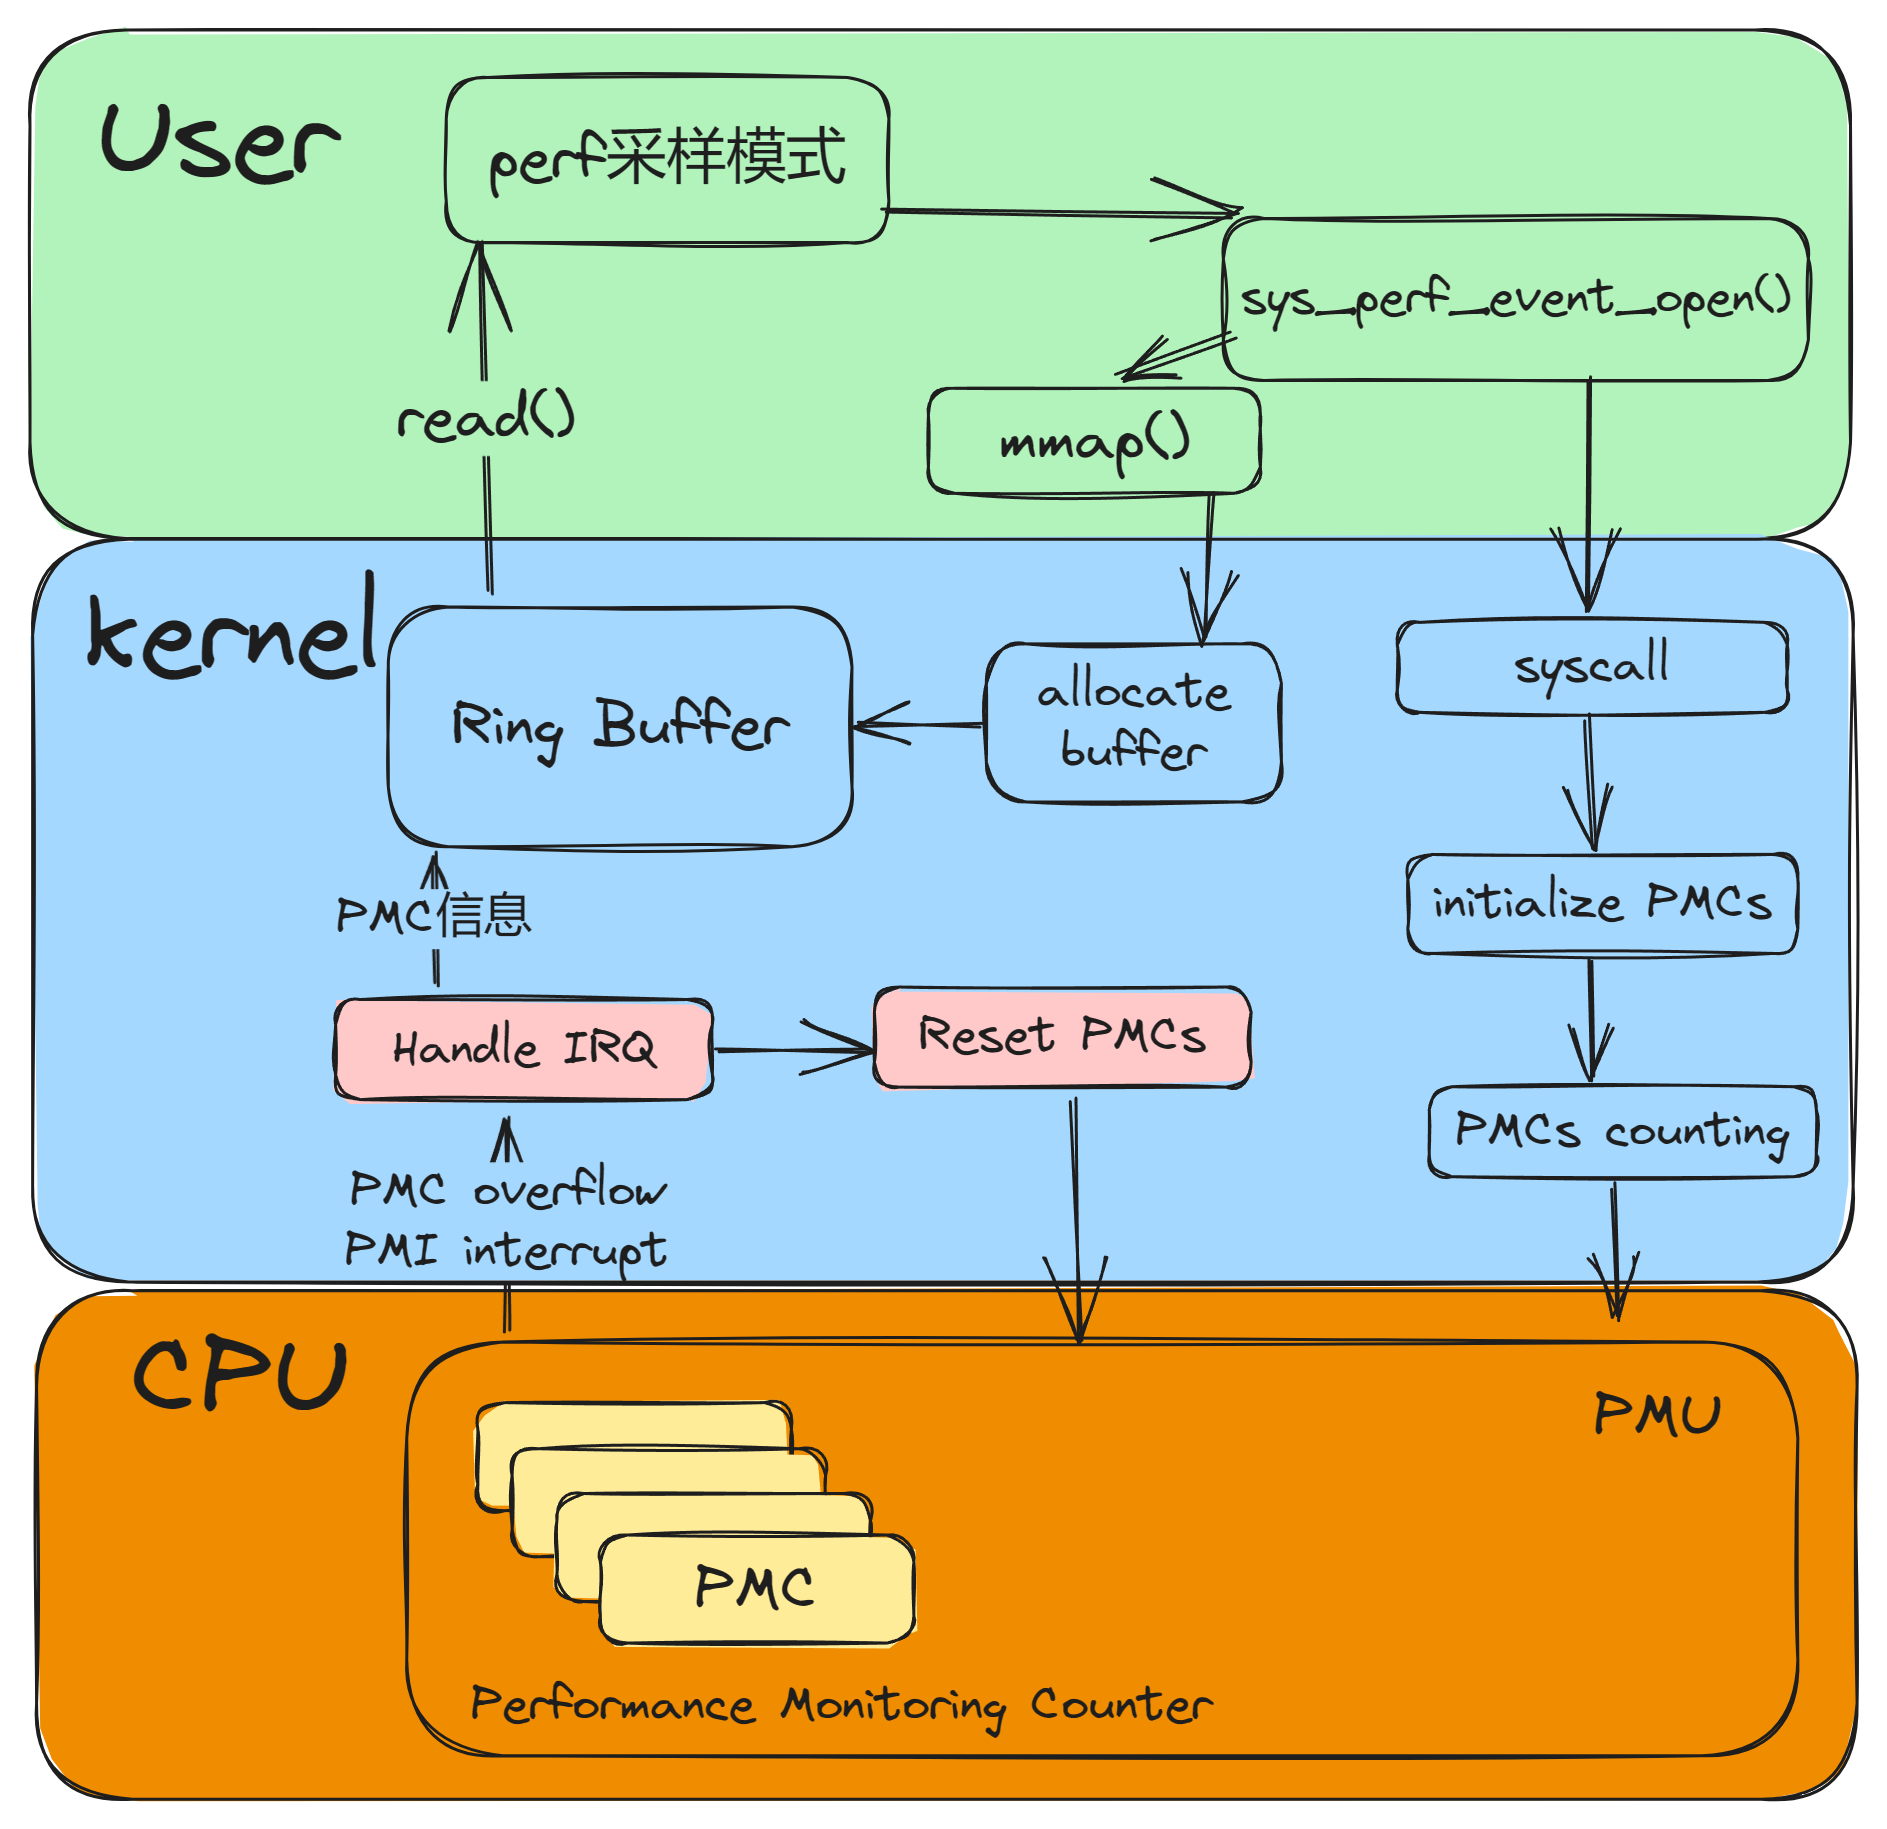 User
perf采样模式
sys_perf_event_open()
read()
mmap()
kernel
Ring Buffer
allocate
buffer
syscall
PMC信息
initialize PMCs
Handle IRQ
Reset PMCs
PMCs counting
PMC overflow
PMI interrupt
CPU
PMU
PMC
Performance Monitoring Counter